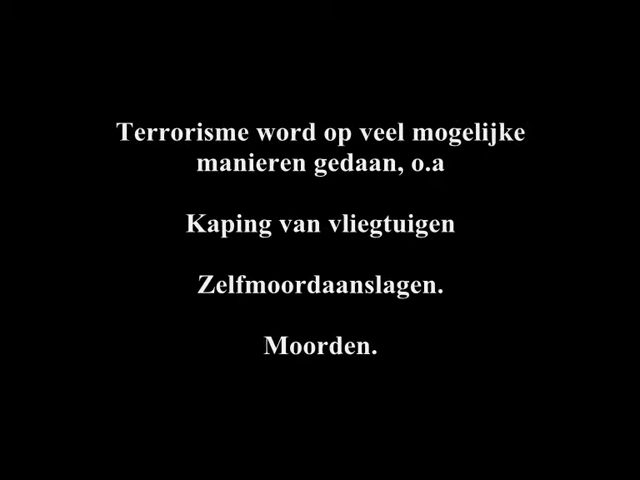 Terrorisme word op veel mogelijke
manieren gedaan, o.a
Kaping van vliegtuigen
Zelfmoordaanslagen.
Moorden.